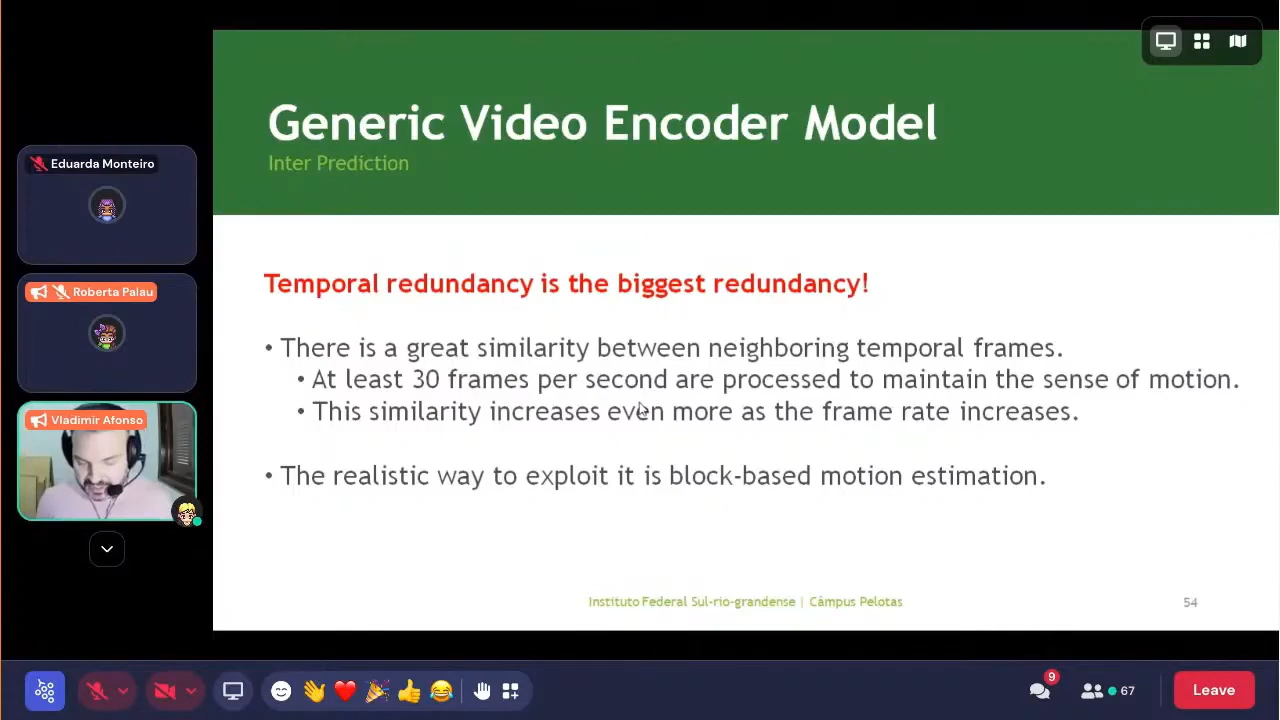 Generic Video Encoder Model
Inter Prediction
Eduarda Monteiro
Roberta Palau
Vladimir Afonso
Temporal redundancy is the biggest redundancy!
• There is a great similarity between neighboring temporal frames.
• At least 30 frames per second are processed to maintain the sense of motion.
• This similarity increases even more as the frame rate increases.
• The realistic way to exploit it is block-based motion estimation.
Instituto Federal Sul-rio-grandense | Câmpus Pelotas
54
9
67
Leave